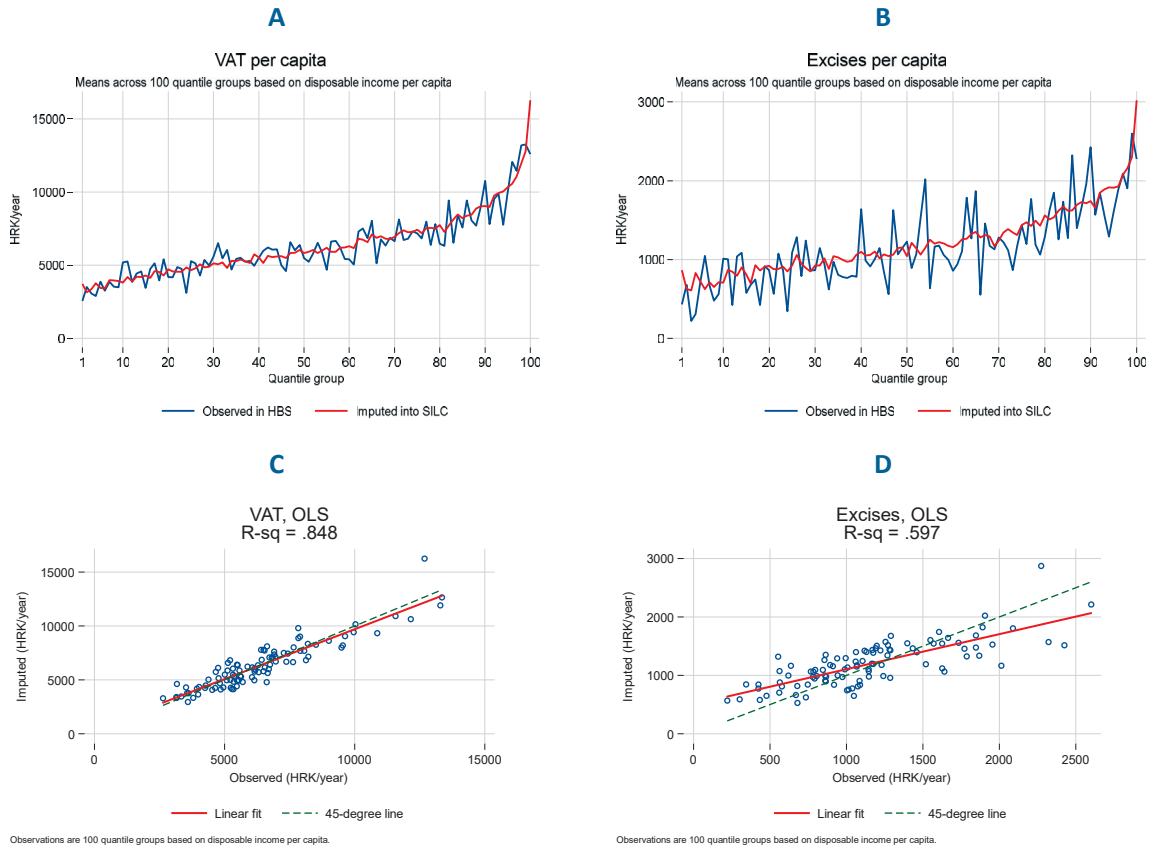 A
VAT per capita
Means across 100 quantile groups based on disposable income per capita
15000
10000
5000
0
HRK/year
1 10 20 30 40 50 60 70 80 90 100
Quantile group
Observed in HBS Imputed into SILC
B
Excises per capita
Means across 100 quantile groups based on disposable income per capita
3000
2000
1000
0
HRK/year
1 10 20 30 40 50 60 70 80 90 100
Quantile group
Observed in HBS Imputed into SILC
C
VAT, OLS
R-sq = .848
15000
10000
5000
0
Imputed (HRK/year)
0 5000 10000 15000
Observed (HRK/year)
Linear fit 45-degree line
Observations are 100 quantile groups based on disposable income per capita.
D
Excises, OLS
R-sq = .597
3000
2000
1000
0
Imputed (HRK/year)
0 500 1000 1500 2000 2500
Observed (HRK/year)
Linear fit 45-degree line
Observations are 100 quantile groups based on disposable income per capita.